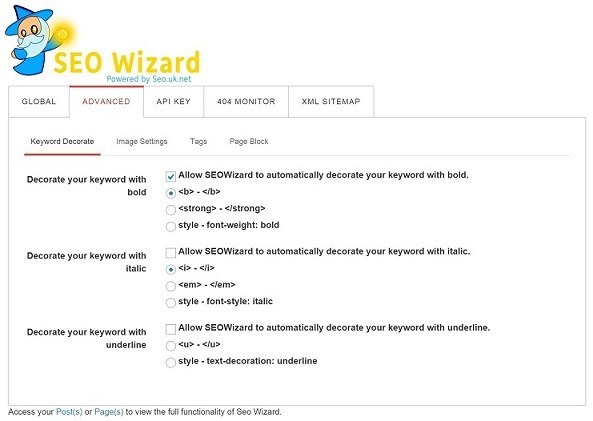 SEO Wizard
Powered by Seo.uk.net
GLOBAL ADVANCED API KEY 404 MONITOR XML SITEMAP
Keyword Decorate Image Settings Tags Page Block
Decorate your keyword with bold
Allow SEOWizard to automatically decorate your keyword with bold.
<b> - </b>
<strong> - </strong>
style - font-weight: bold
Decorate your keyword with italic
Allow SEOWizard to automatically decorate your keyword with italic.
<i> - </i>
<em> - </em>
style - font-style: italic
Decorate your keyword with underline
Allow SEOWizard to automatically decorate your keyword with underline.
<u> - </u>
style - text-decoration: underline
Access your Post(s) or Page(s) to view the full functionality of Seo Wizard.